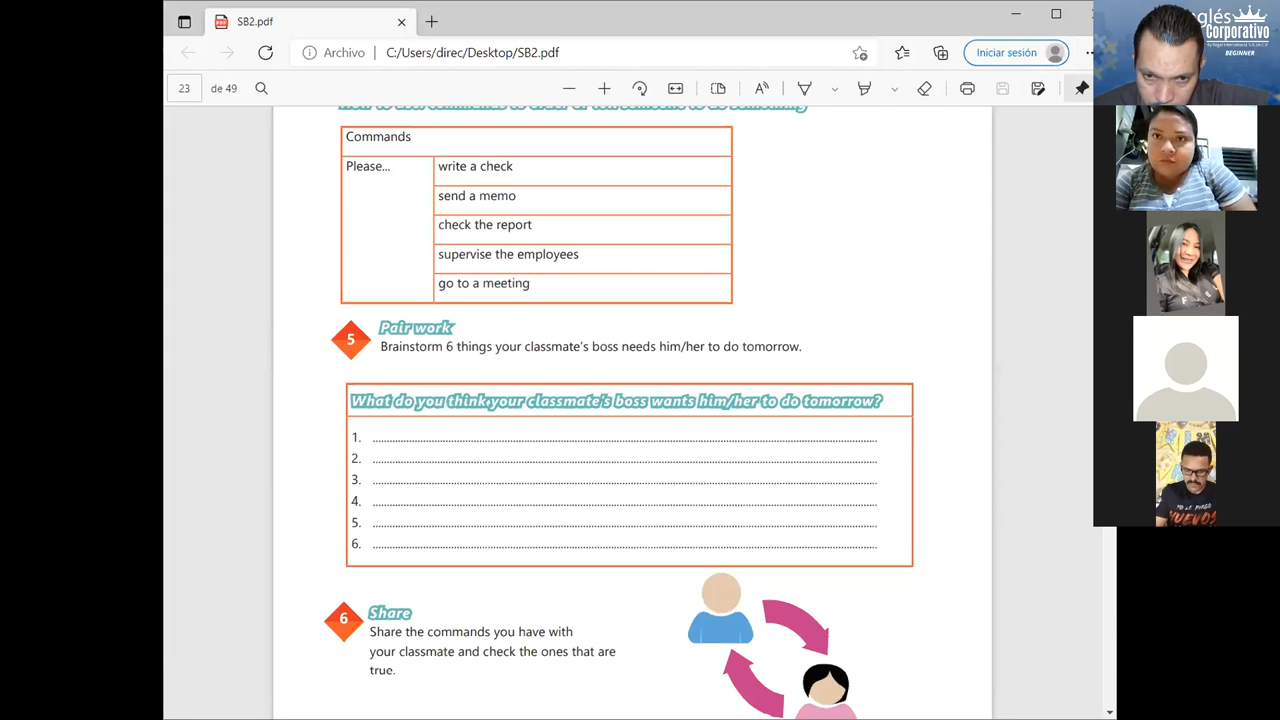 SB2.pdf
Archivo
C:/Users/direc/Desktop/SB2.pdf
Iniciar sesión
23
de 49
Commands
Please...
write a check
send a memo
check the report
supervise the employees
go to a meeting
5
Pair work
Brainstorm 6 things your classmate's boss needs him/her to do tomorrow.
What do you think your classmate's boss wants him/her to do tomorrow?
1.
2.
3.
4.
5.
6.
6
Share
Share the commands you have with
your classmate and check the ones that are
true.
Corporativo
BEGINNER
HUEVOS